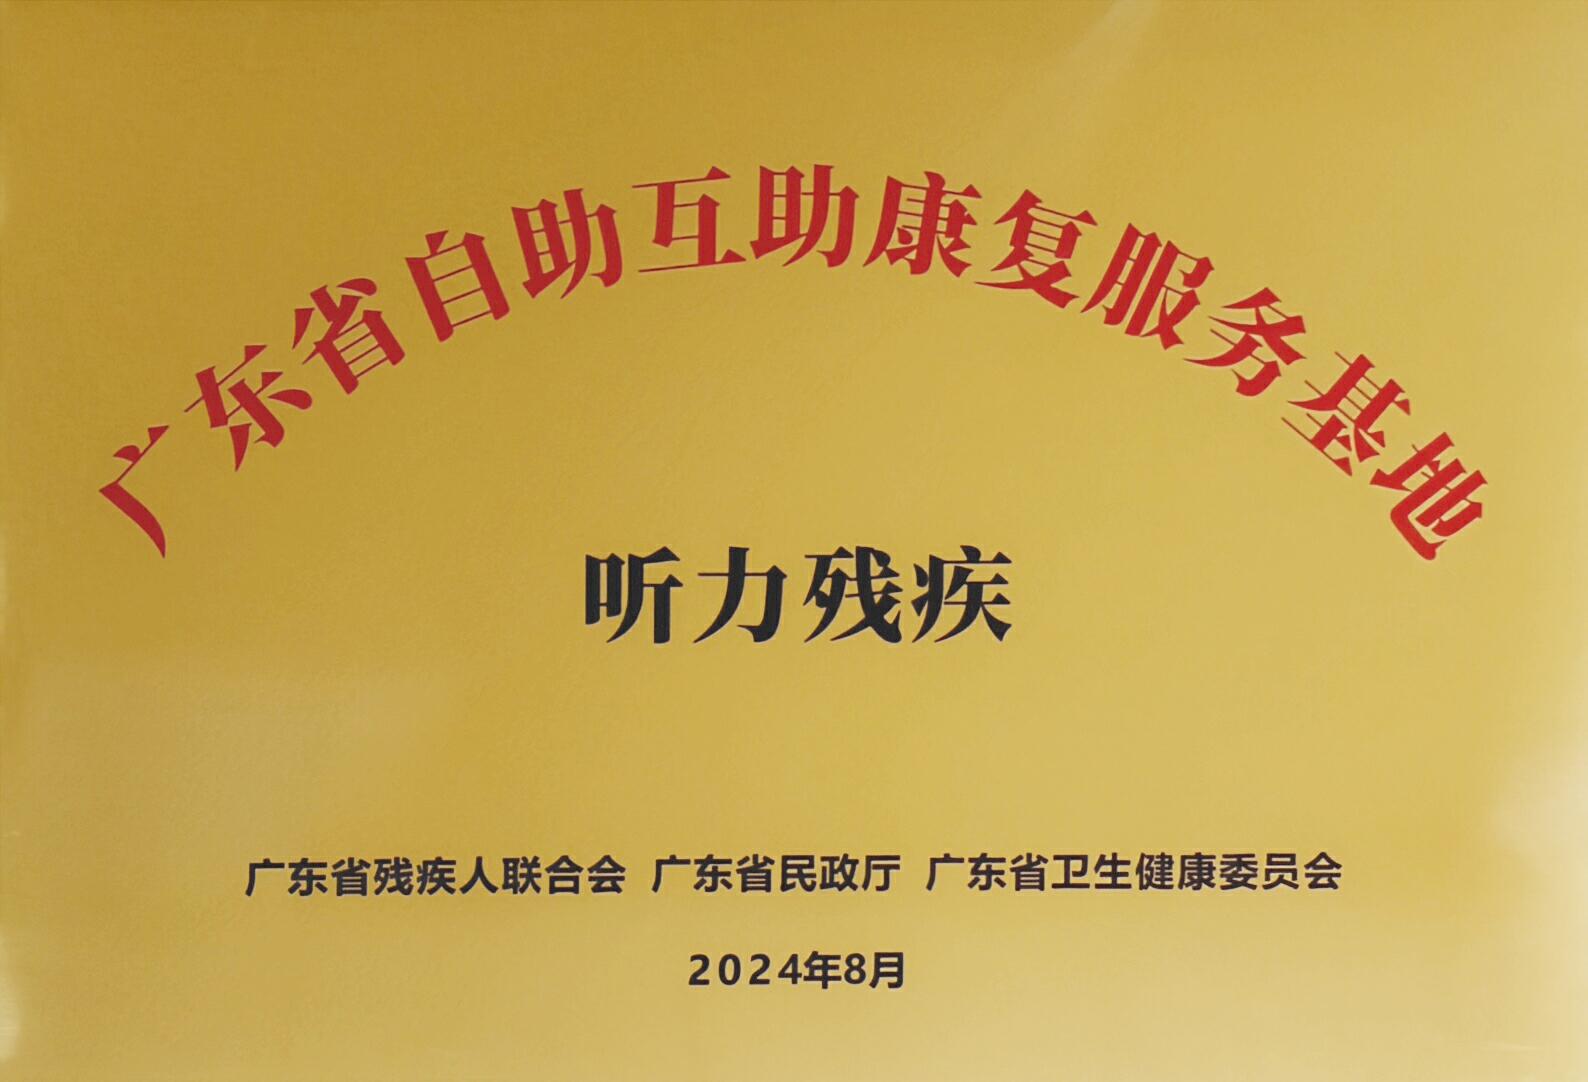 广东省自助互助康复服务基地
听力残疾
广东省残疾人联合会 广东省民政厅 广东省卫生健康委员会
2024年8月